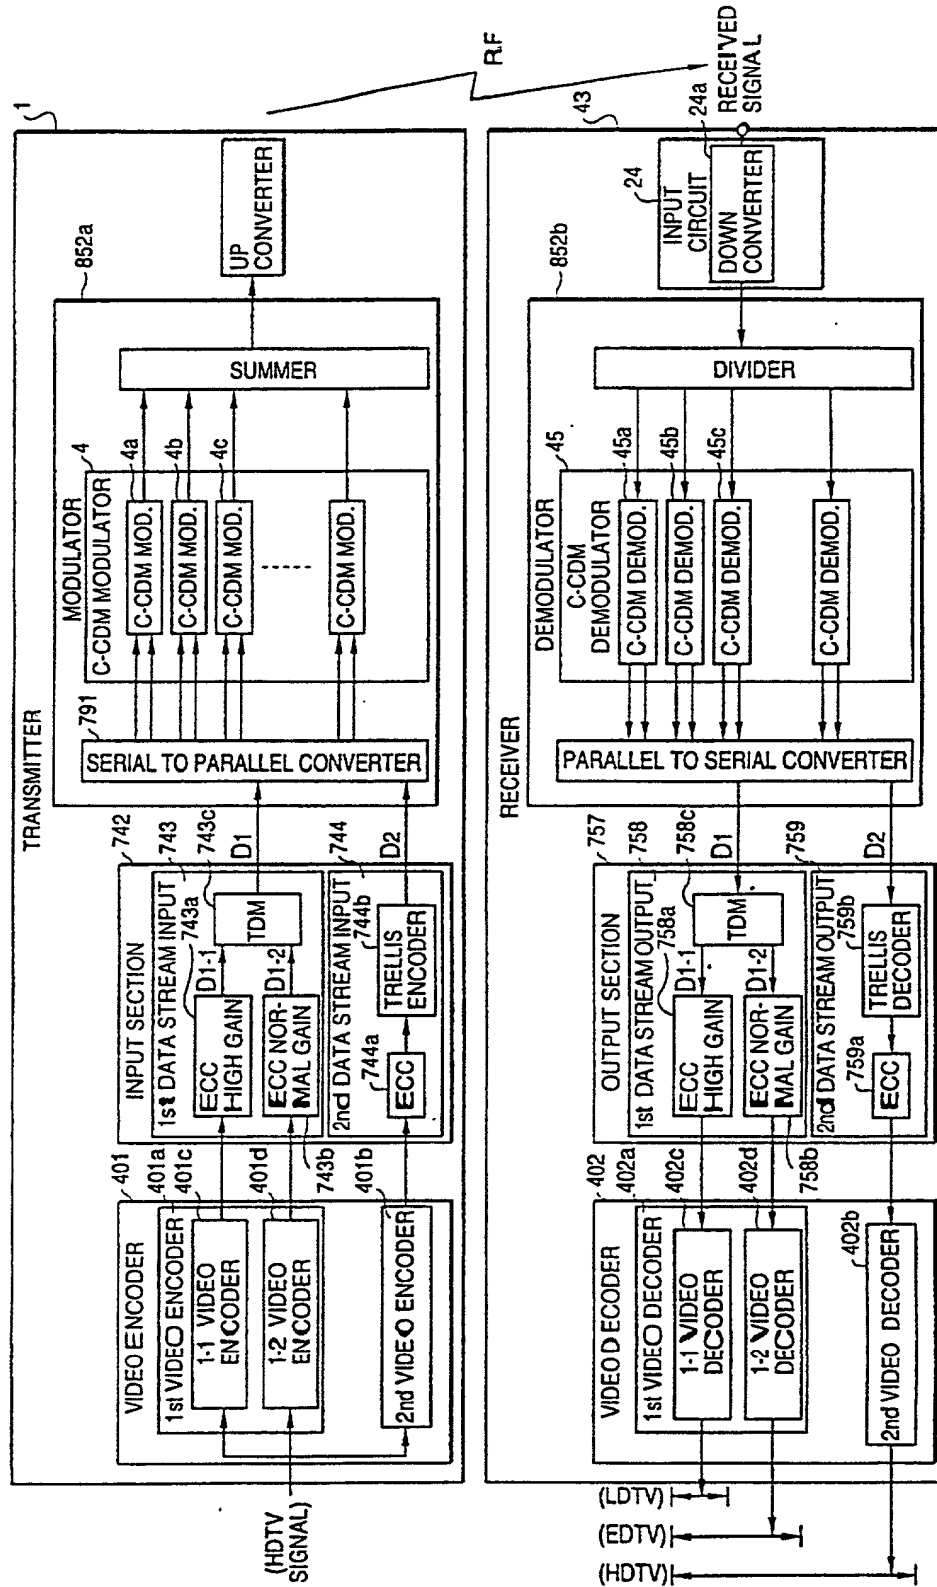 TRANSMITTER
1
(HDTV
SIGNAL)
VIDEO ENCODER
401
1st VIDEO ENCODER
401a
401c
1-1 VIDEO
ENCODER
401d
1-2 VIDEO
ENCODER
401b
2nd VIDEO ENCODER
INPUT SECTION
742
1st DATA STREAM INPUT
743
743a
ECC
HIGH GAIN
D1-1
743c
TDM
D1-2
ECC NOR-
MAL GAIN
743b
2nd DATA STREAM INPUT
744
744a
ECC
744b
TRELLIS
ENCODER
D1
D2
852a
791
SERIAL TO PARALLEL CONVERTER
MODULATOR
C-CDM MODULATOR
4
4a
C-CDM MOD.
4b
C-CDM MOD.
4c
C-CDM MOD.
C-CDM MOD.
SUMMER
UP
CONVERTER
RF
RECEIVED
SIGNAL
RECEIVER
43
24
INPUT
CIRCUIT
24a
DOWN
CONVERTER
852b
DIVIDER
DEMODULATOR
C-CDM
DEMODULATOR
45
45a
C-CDM DEMOD.
45b
C-CDM DEMOD.
45c
C-CDM DEMOD.
C-CDM DEMOD.
PARALLEL TO SERIAL CONVERTER
D1
D2
OUTPUT SECTION
757
1st DATA STREAM OUTPUT
758
758a
ECC
HIGH GAIN
D1-1
758c
TDM
D1-2
ECC NOR-
MAL GAIN
758b
2nd DATA STREAM OUTPUT
759
759a
ECC
759b
TRELLIS
DECODER
VIDEO DECODER
402
1st VIDEO DECODER
402a
402c
1-1 VIDEO
DECODER
402d
1-2 VIDEO
DECODER
402b
2nd VIDEO DECODER
(LDTV)
(EDTV)
(HDTV)